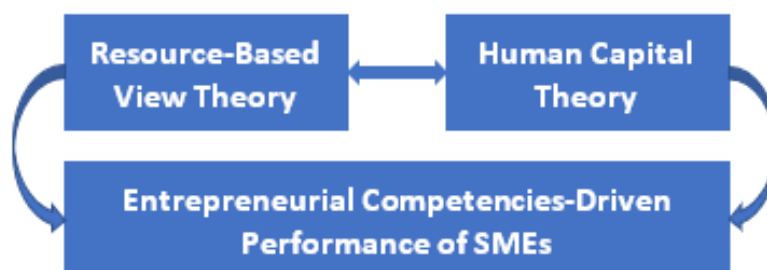 Resource-Based
View Theory
Human Capital
Theory
Entrepreneurial Competencies-Driven
Performance of SMEs